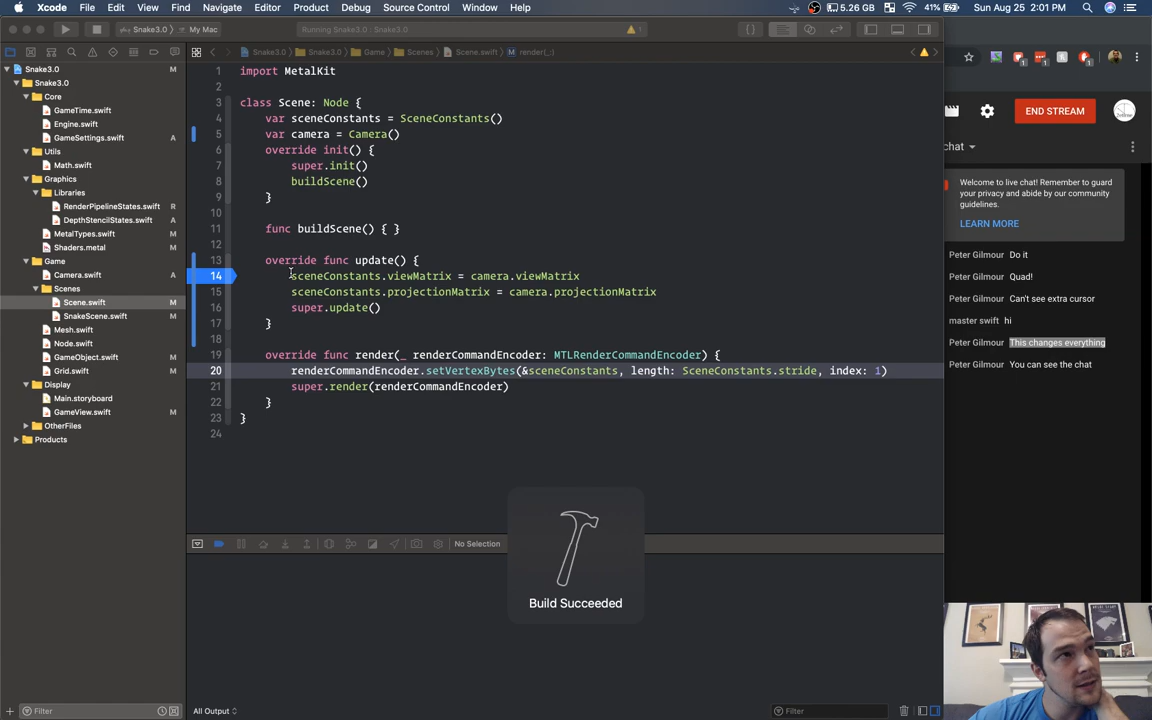 Xcode File Edit View Find Navigate Editor Product Debug Source Control Window Help 5.26 GB 41% Sun Aug 25 2:01 PM
Snake3.0 My Mac Running Snake3.0 : Snake3.0 1
Snake3.0 Snake3.0 Game Scenes Scene.swift M render(_:)
Snake3.0 M
Snake3.0
Core
GameTime.swift
Engine.swift
GameSettings.swift A
Utils
Math.swift
Graphics
Libraries
RenderPipelineStates.swift R
DepthStencilStates.swift A
MetalTypes.swift M
Shaders.metal M
Game
Camera.swift A
Scenes
Scene.swift M
SnakeScene.swift M
Mesh.swift M
Node.swift
GameObject.swift M
Grid.swift M
Display
Main.storyboard
GameView.swift M
OtherFiles
Products
Filter
1 import MetalKit
2
3 class Scene: Node {
4 var sceneConstants = SceneConstants()
5 var camera = Camera()
6 override init() {
7 super.init()
8 buildScene()
9 }
10
11 func buildScene() { }
12
13 override func update() {
14 sceneConstants.viewMatrix = camera.viewMatrix
15 sceneConstants.projectionMatrix = camera.projectionMatrix
16 super.update()
17 }
18
19 override func render(_ renderCommandEncoder: MTLRenderCommandEncoder) {
20 renderCommandEncoder.setVertexBytes(&sceneConstants, length: SceneConstants.stride, index: 1)
21 super.render(renderCommandEncoder)
22 }
23 }
24
Build Succeeded
No Selection
All Output
Filter
END STREAM
chat
Welcome to live chat! Remember to guard
your privacy and abide by our community
guidelines.
LEARN MORE
Peter Gilmour Do it
Peter Gilmour Quad!
Peter Gilmour Can't see extra cursor
master swift hi
Peter Gilmour This changes everything
Peter Gilmour You can see the chat